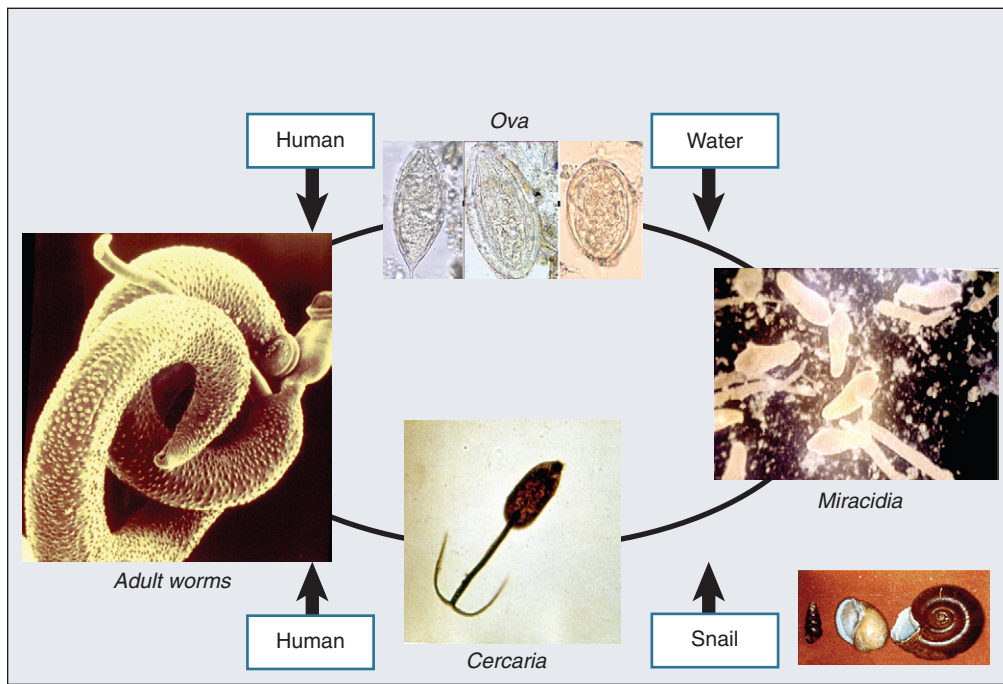 Ova
Human
Water
Miracidia
Adult worms
Human
Snail
Cercaria